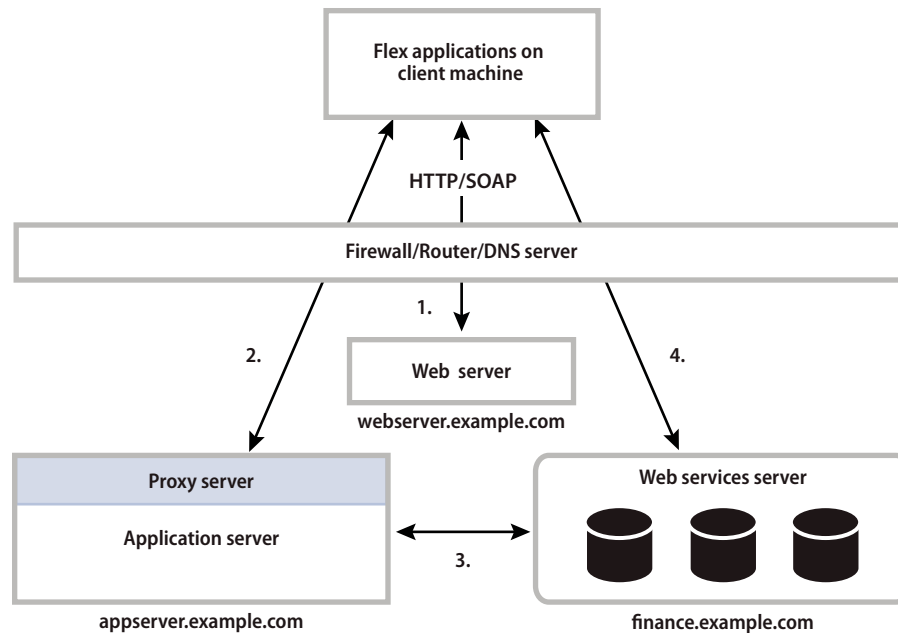 Flex applications on
client machine
HTTP/SOAP
Firewall/Router/DNS server
1.
2.
4.
Web server
webserver.example.com
Proxy server
Application server
appserver.example.com
3.
Web services server
finance.example.com